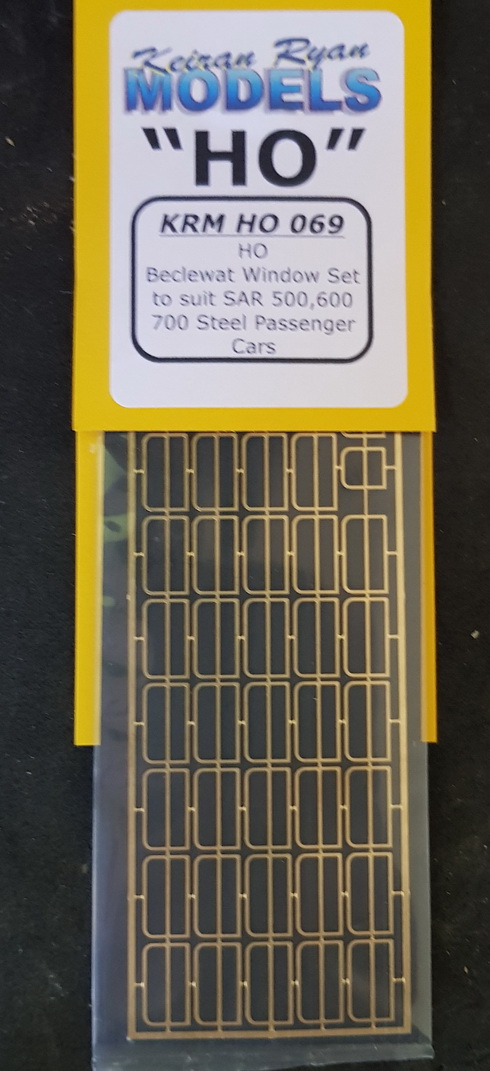 Keiran Ryan
MODELS
"HO"
KRM HO 069
HO
Beclewat Window Set
to suit SAR 500,600
700 Steel Passenger
Cars